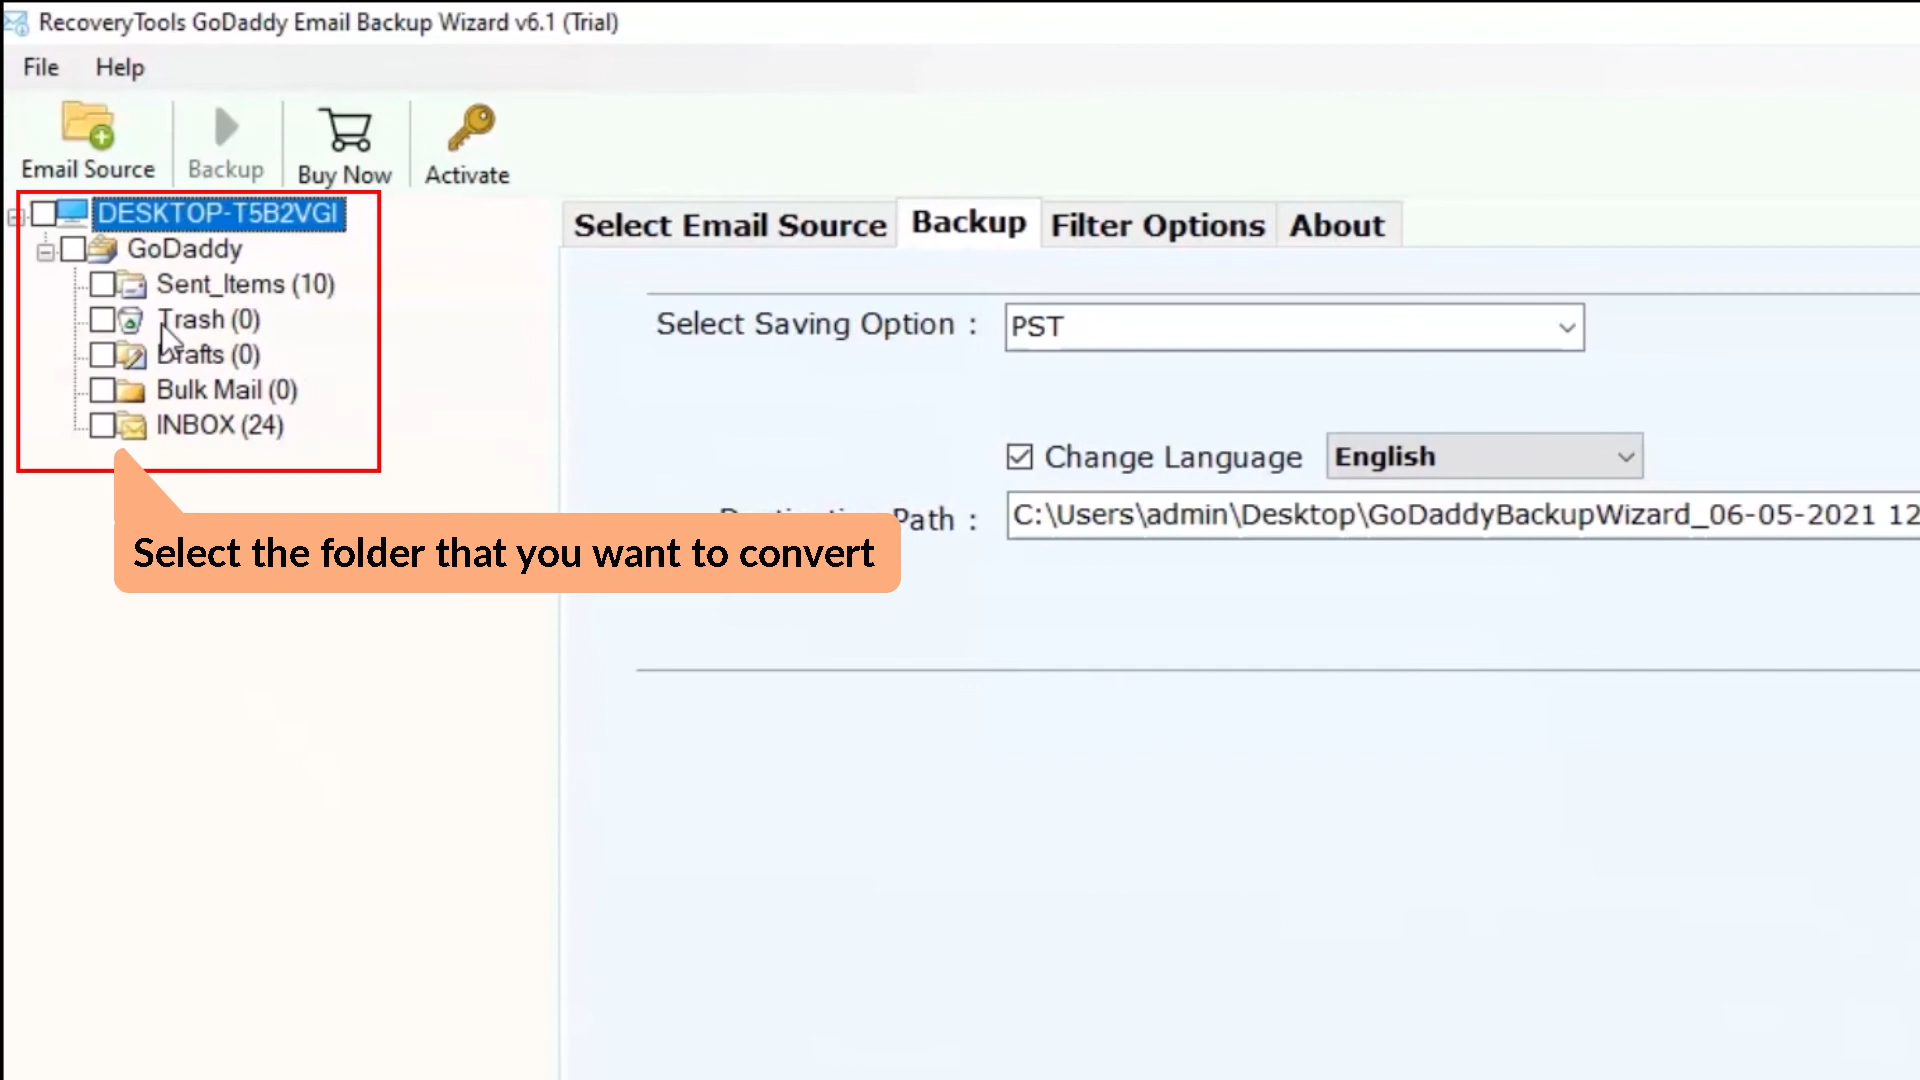 RecoveryTools GoDaddy Email Backup Wizard v6.1 (Trial)
File Help
Email Source Backup Buy Now Activate
DESKTOP-T5B2VGI
GoDaddy
Sent_Items (10)
Trash (0)
Drafts (0)
Bulk Mail (0)
INBOX (24)
Select the folder that you want to convert
Select Email Source Backup Filter Options About
Select Saving Option : PST
Change Language English
Path : C:\Users\admin\Desktop\GoDaddyBackupWizard_06-05-2021 12